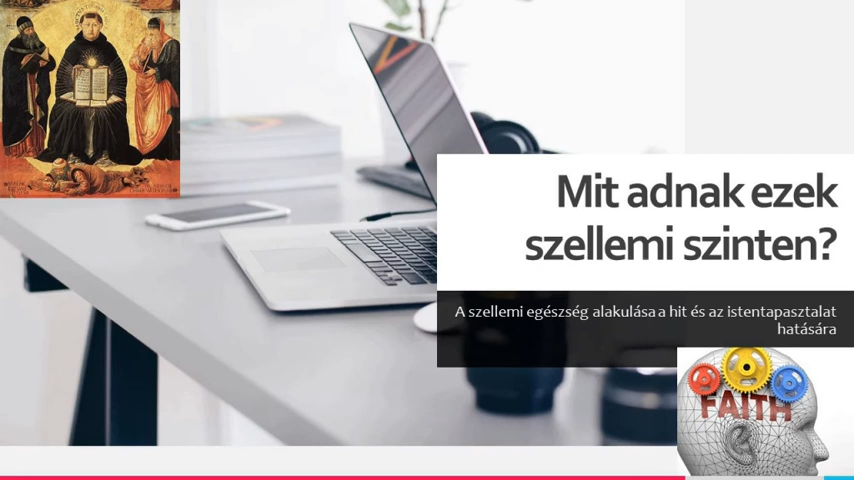 Mit adnak ezek
szellemi szinten?
A szellemi egészség alakulása a hit és az istentapasztalat
hatására
FAITH